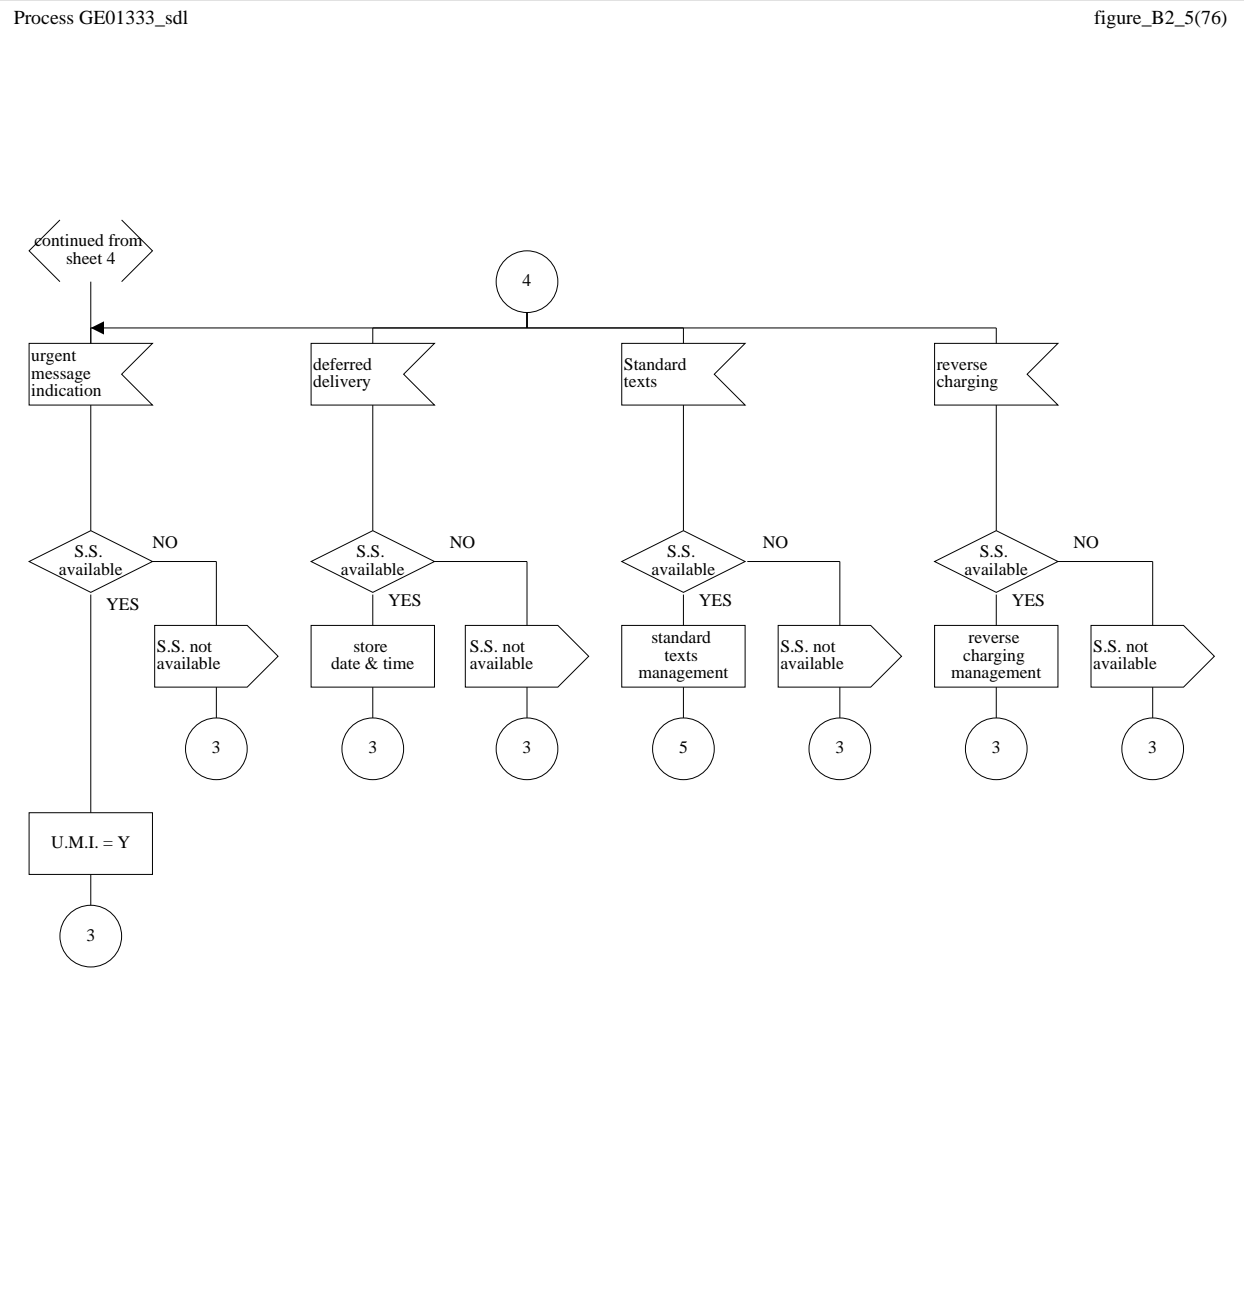 Process GE01333_sdl
figure_B2_5(76)
continued from
sheet 4
4
urgent
message
indication
deferred
delivery
Standard
texts
reverse
charging
S.S.
available
NO
YES
S.S.
available
NO
YES
S.S.
available
NO
YES
S.S.
available
NO
YES
S.S. not
available
store
date & time
S.S. not
available
standard
texts
management
S.S. not
available
reverse
charging
management
S.S. not
available
3
3
3
5
3
3
3
U.M.I. = Y
3